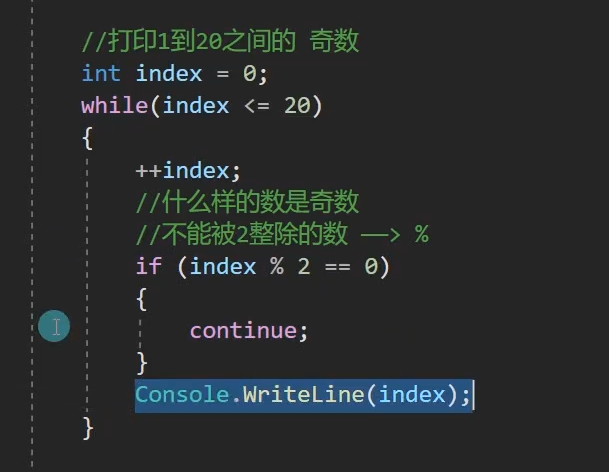 //打印1到20之间的 奇数
int index = 0;
while(index <= 20)
{
++index;
//什么样的数是奇数
//不能被2整除的数 ——> %
if (index % 2 == 0)
{
continue;
}
Console.WriteLine(index);
}